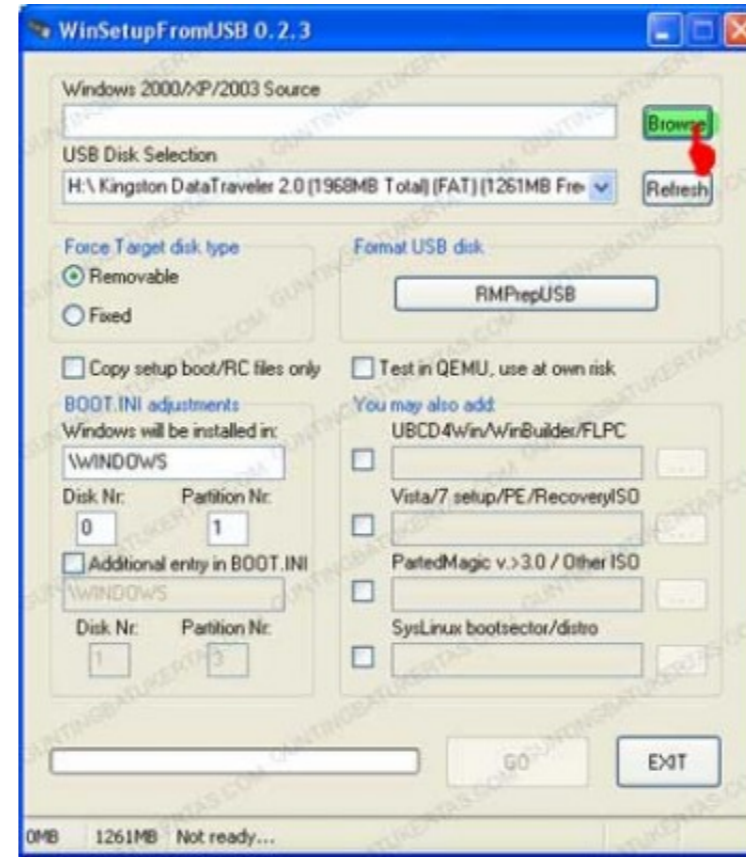 WinSetupFromUSB 0.2.3
Windows 2000/XP/2003 Source
Browse
USB Disk Selection
H:\ Kingston DataTraveler 2.0 (1968MB Total) (FAT) (1261MB Fre
Refresh
Force Target disk type
Format USB disk
Removable
RMPrepUSB
Fixed
Copy setup boot/RC files only
Test in QEMU, use at own risk
BOOT.INI adjustments
You may also add:
Windows will be installed in:
UBCD4Win/WinBuilder/FLPC
\WINDOWS
...
Disk Nr: Partition Nr:
Vista/7 setup/PE/RecoveryISO
0 1
...
Additional entry in BOOT.INI
PartedMagic v.>3.0 / Other ISO
\WINDOWS
...
Disk Nr: Partition Nr:
SysLinux bootsector/distro
1 3
...
GO
EXIT
0MB 1261MB Not ready...
GUNTINGBATUKERTAS.COM